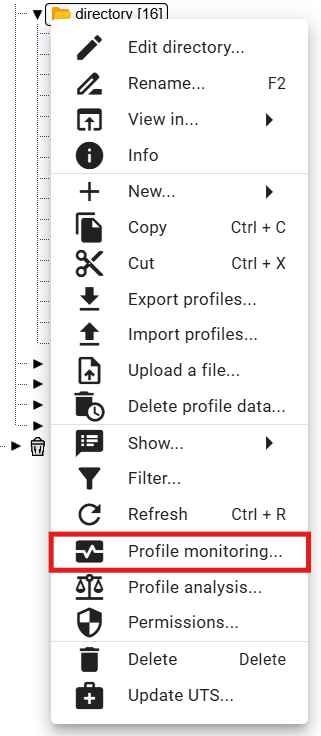 directory [16]
Edit directory...
Rename... F2
View in...
Info
New...
Copy Ctrl + C
Cut Ctrl + X
Export profiles...
Import profiles...
Upload a file...
Delete profile data...
Show...
Filter...
Refresh Ctrl + R
Profile monitoring...
Profile analysis...
Permissions...
Delete Delete
Update UTS...